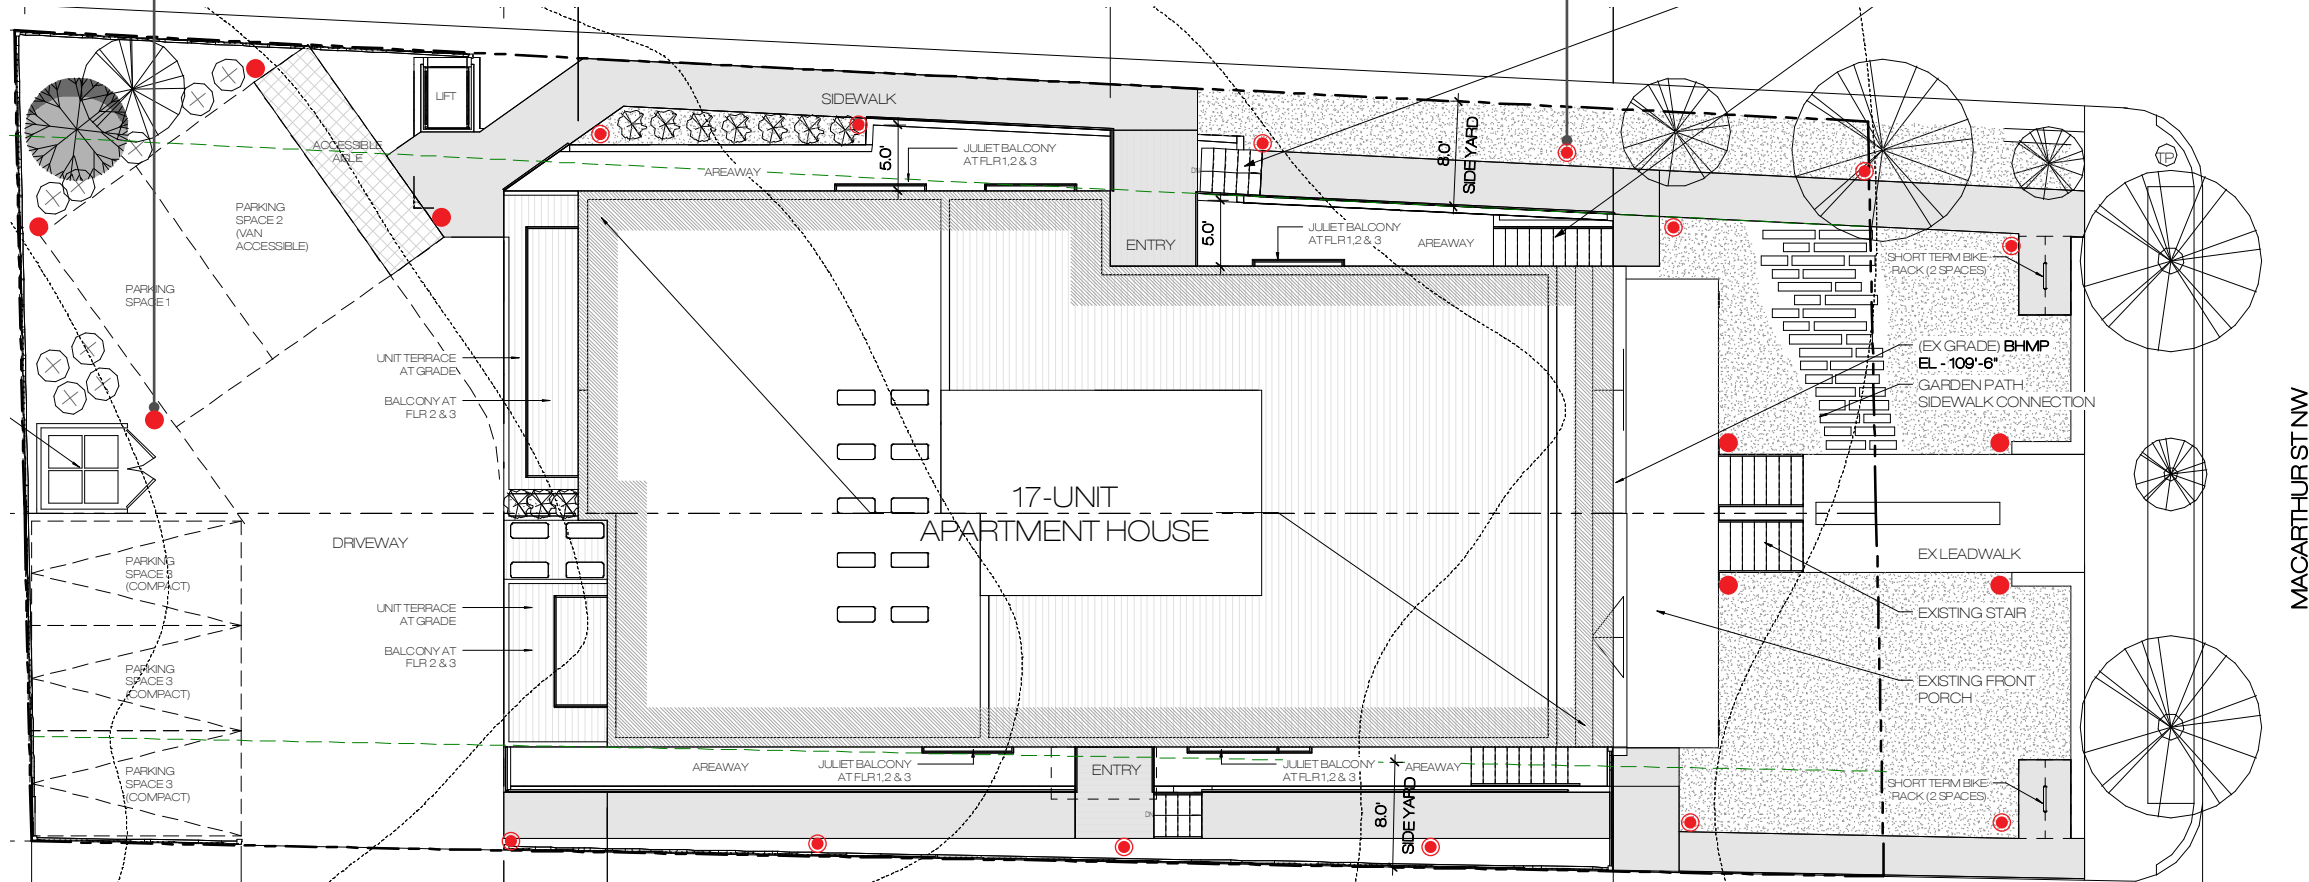 LIFT
SIDEWALK
ACCESSIBLE
AISLE
AREAWAY
5.0'
JULIET BALCONY
AT FLR 1, 2 & 3
DN
8.0'
SIDE YARD
TP
PARKING
SPACE 2
(VAN
ACCESSIBLE)
PARKING
SPACE 1
ENTRY
5.0'
JULIET BALCONY
AT FLR 1, 2 & 3
AREAWAY
SHORT TERM BIKE
RACK (2 SPACES)
UNIT TERRACE
AT GRADE
BALCONY AT
FLR 2 & 3
(EX GRADE) BHMP
EL - 109'-6"
GARDEN PATH
SIDEWALK CONNECTION
MACARTHUR ST NW
17-UNIT
APARTMENT HOUSE
DRIVEWAY
EX LEADWALK
PARKING
SPACE 3
(COMPACT)
UNIT TERRACE
AT GRADE
BALCONY AT
FLR 2 & 3
EXISTING STAIR
PARKING
SPACE 3
(COMPACT)
EXISTING FRONT
PORCH
PARKING
SPACE 3
(COMPACT)
AREAWAY
JULIET BALCONY
AT FLR 1, 2 & 3
ENTRY
JULIET BALCONY
AT FLR 1, 2 & 3
AREAWAY
8.0'
SIDE YARD
DN
SHORT TERM BIKE
RACK (2 SPACES)